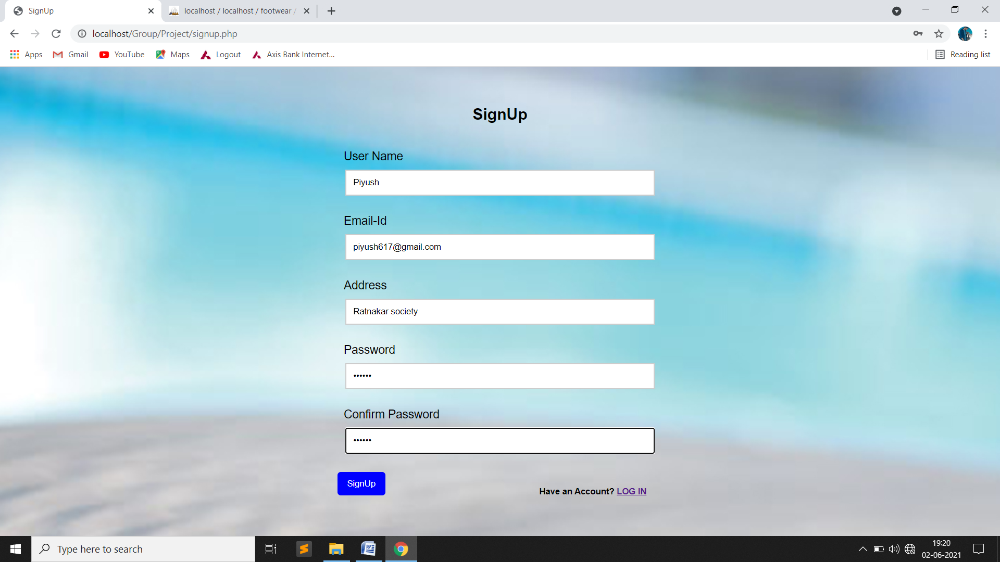 SignUp
localhost / localhost / footwear /
localhost/Group/Project/signup.php
Apps
Gmail
YouTube
Maps
Logout
Axis Bank Internet...
Reading list
SignUp
User Name
Piyush
Email-Id
piyush617@gmail.com
Address
Ratnakar society
Password
••••••
Confirm Password
••••••
SignUp
Have an Account? LOG IN
Type here to search
19:20
02-06-2021